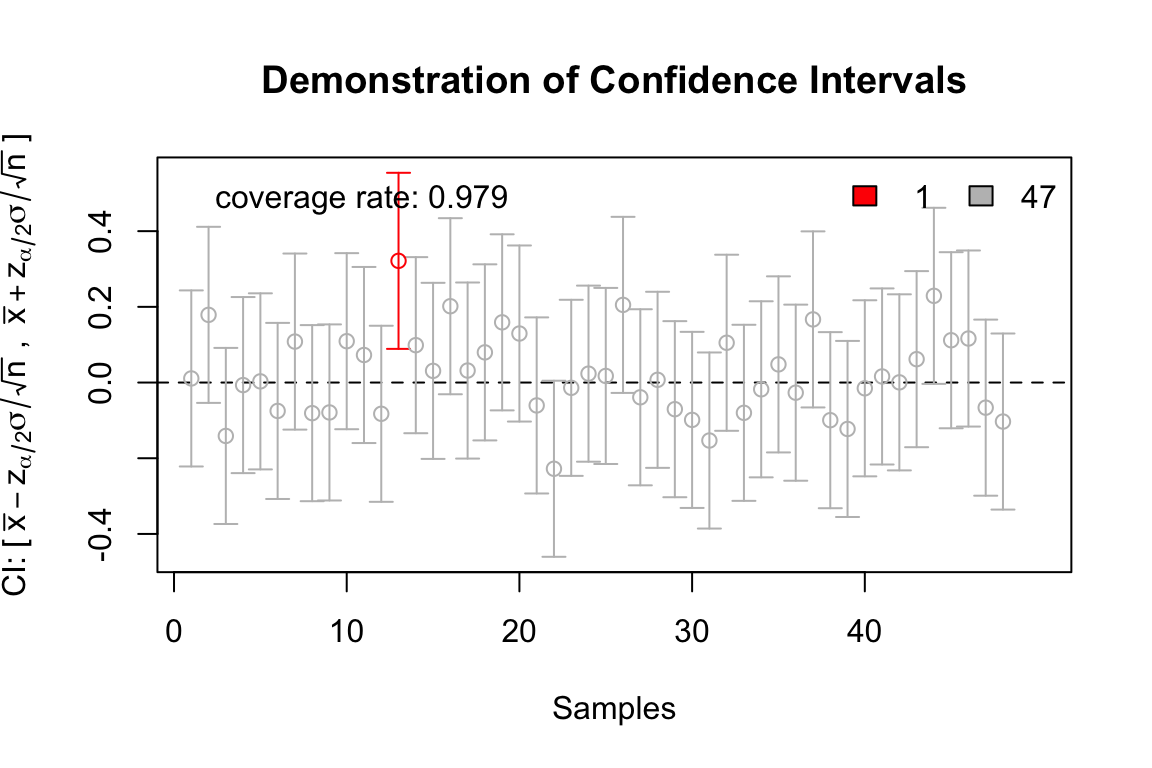 Demonstration of Confidence Intervals
CI: [ x̅ − zα/2σ/√n , x̅ + zα/2σ/√n ]
coverage rate: 0.979
1 47
0.4
0.2
0.0
-0.4
0 10 20 30 40
Samples